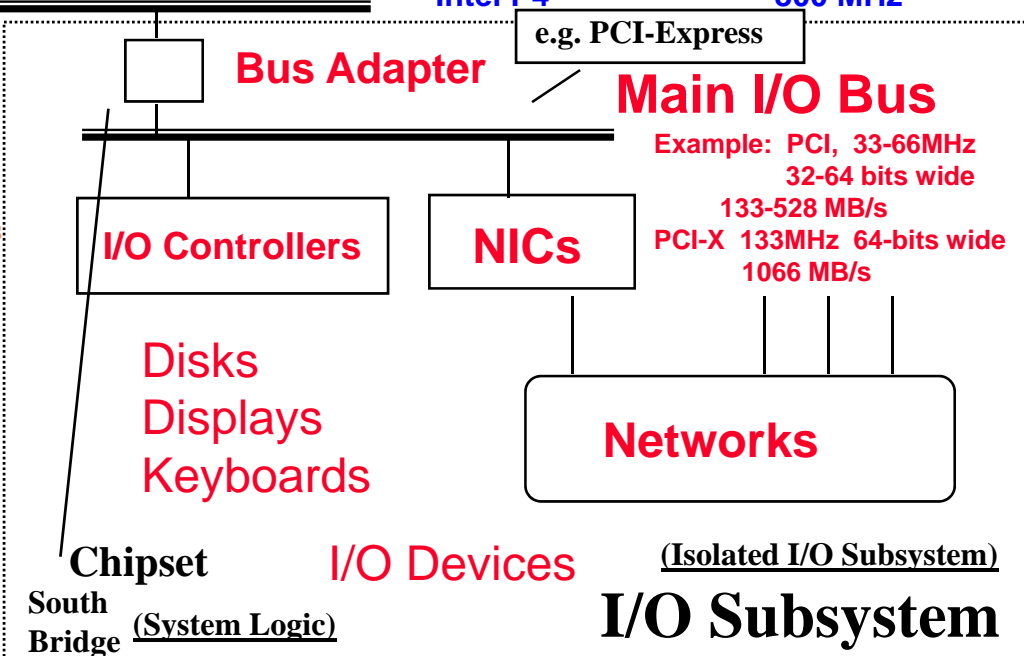 e.g. PCI-Express
Bus Adapter
Main I/O Bus
Example: PCI, 33-66MHz
32-64 bits wide
133-528 MB/s
PCI-X 133MHz 64-bits wide
1066 MB/s
I/O Controllers
NICs
Disks
Displays
Keyboards
Networks
Chipset
I/O Devices
(Isolated I/O Subsystem)
South
Bridge
(System Logic)
I/O Subsystem